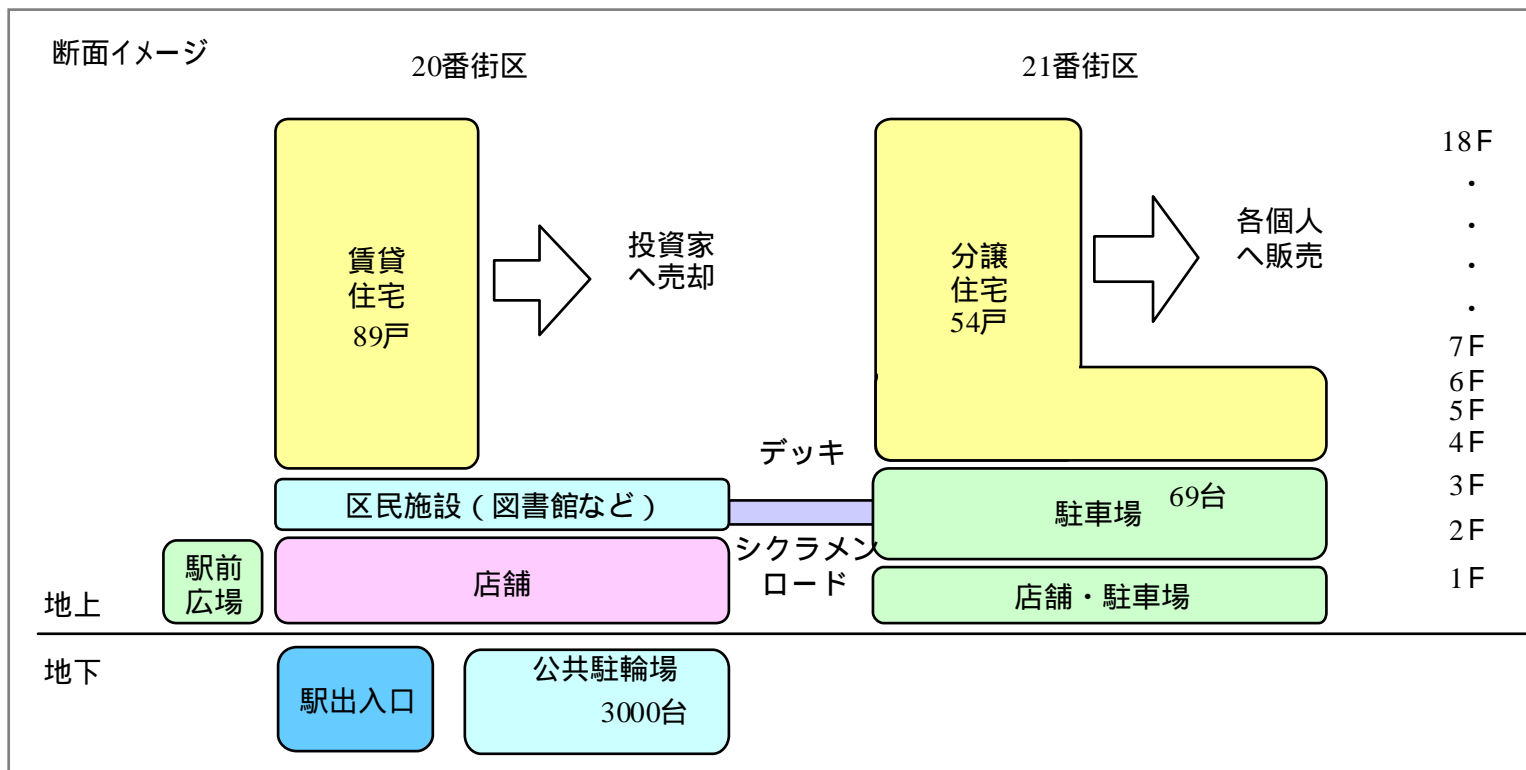 断面イメージ
20番街区
21番街区
賃貸
住宅
89戸
投資家
へ売却
分譲
住宅
54戸
各個人
へ販売
18F
・
・
・
・
7F
6F
5F
4F
3F
2F
1F
デッキ
区民施設（図書館など）
駐車場 69台
シクラメン
ロード
駅前
広場
店舗
店舗・駐車場
地上
地下
駅出入口
公共駐輪場
3000台